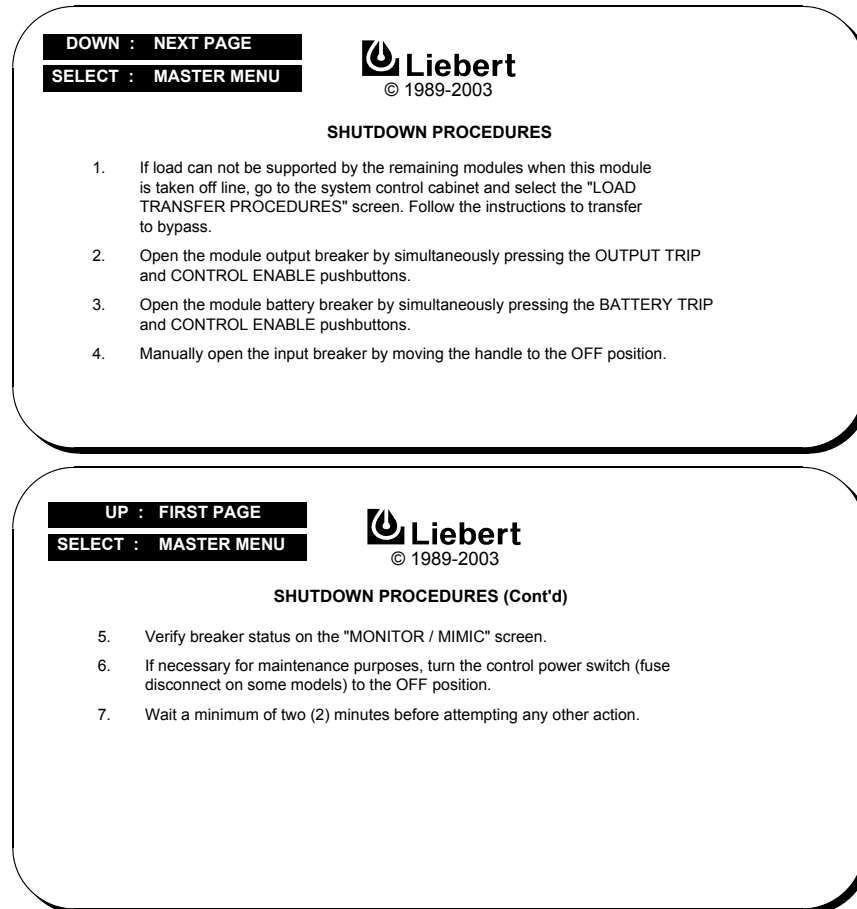 DOWN : NEXT PAGE
SELECT : MASTER MENU
Liebert
© 1989-2003
SHUTDOWN PROCEDURES
1. If load can not be supported by the remaining modules when this module
is taken off line, go to the system control cabinet and select the "LOAD
TRANSFER PROCEDURES" screen. Follow the instructions to transfer
to bypass.
2. Open the module output breaker by simultaneously pressing the OUTPUT TRIP
and CONTROL ENABLE pushbuttons.
3. Open the module battery breaker by simultaneously pressing the BATTERY TRIP
and CONTROL ENABLE pushbuttons.
4. Manually open the input breaker by moving the handle to the OFF position.
UP : FIRST PAGE
SELECT : MASTER MENU
Liebert
© 1989-2003
SHUTDOWN PROCEDURES (Cont'd)
5. Verify breaker status on the "MONITOR / MIMIC" screen.
6. If necessary for maintenance purposes, turn the control power switch (fuse
disconnect on some models) to the OFF position.
7. Wait a minimum of two (2) minutes before attempting any other action.